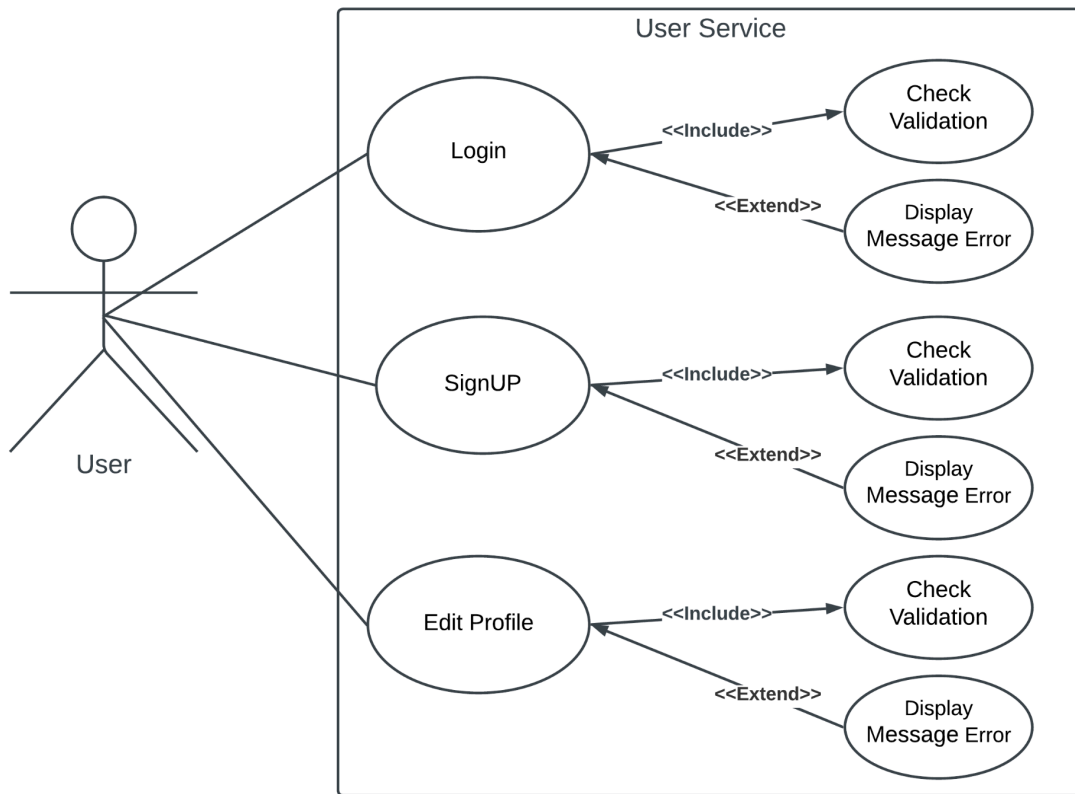 User Service
Login
<<Include>>
Check
Validation
<<Extend>>
Display
Message Error
User
SignUP
<<Include>>
Check
Validation
<<Extend>>
Display
Message Error
Edit Profile
<<Include>>
Check
Validation
<<Extend>>
Display
Message Error